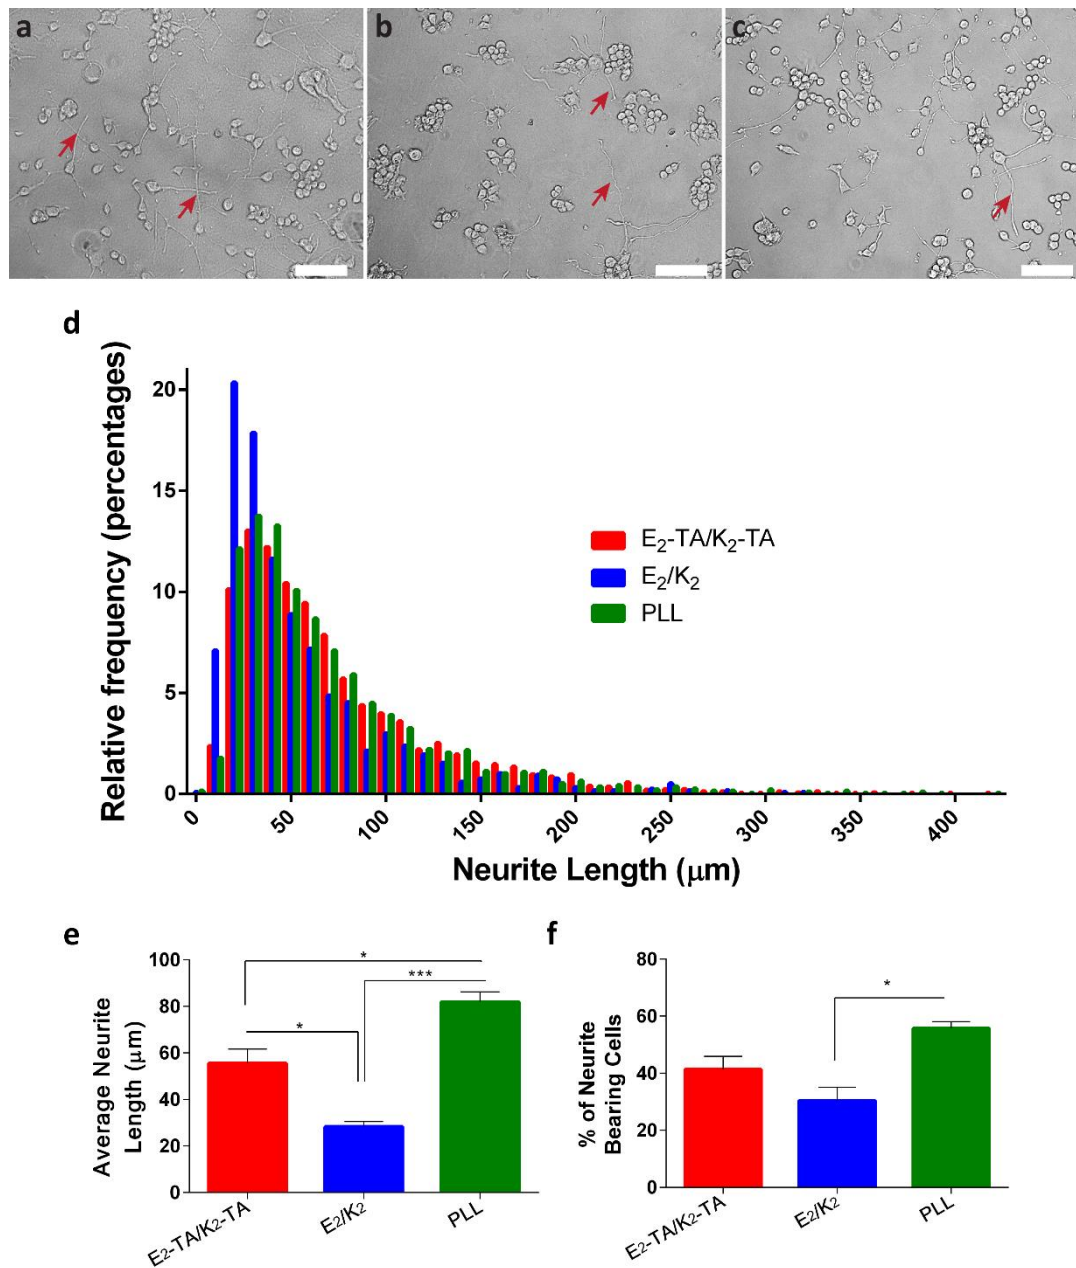 a
b
c
d
Relative frequency (percentages)
20
15
10
5
0
E2-TA/K2-TA
E2/K2
PLL
0
50
100
150
200
250
300
350
400
Neurite Length (µm)
e
Average Neurite
Length (µm)
100
80
60
40
20
0
*
***
*
E2-TA/K2-TA
E2/K2
PLL
f
% of Neurite
Bearing Cells
80
60
40
20
0
*
E2-TA/K2-TA
E2/K2
PLL